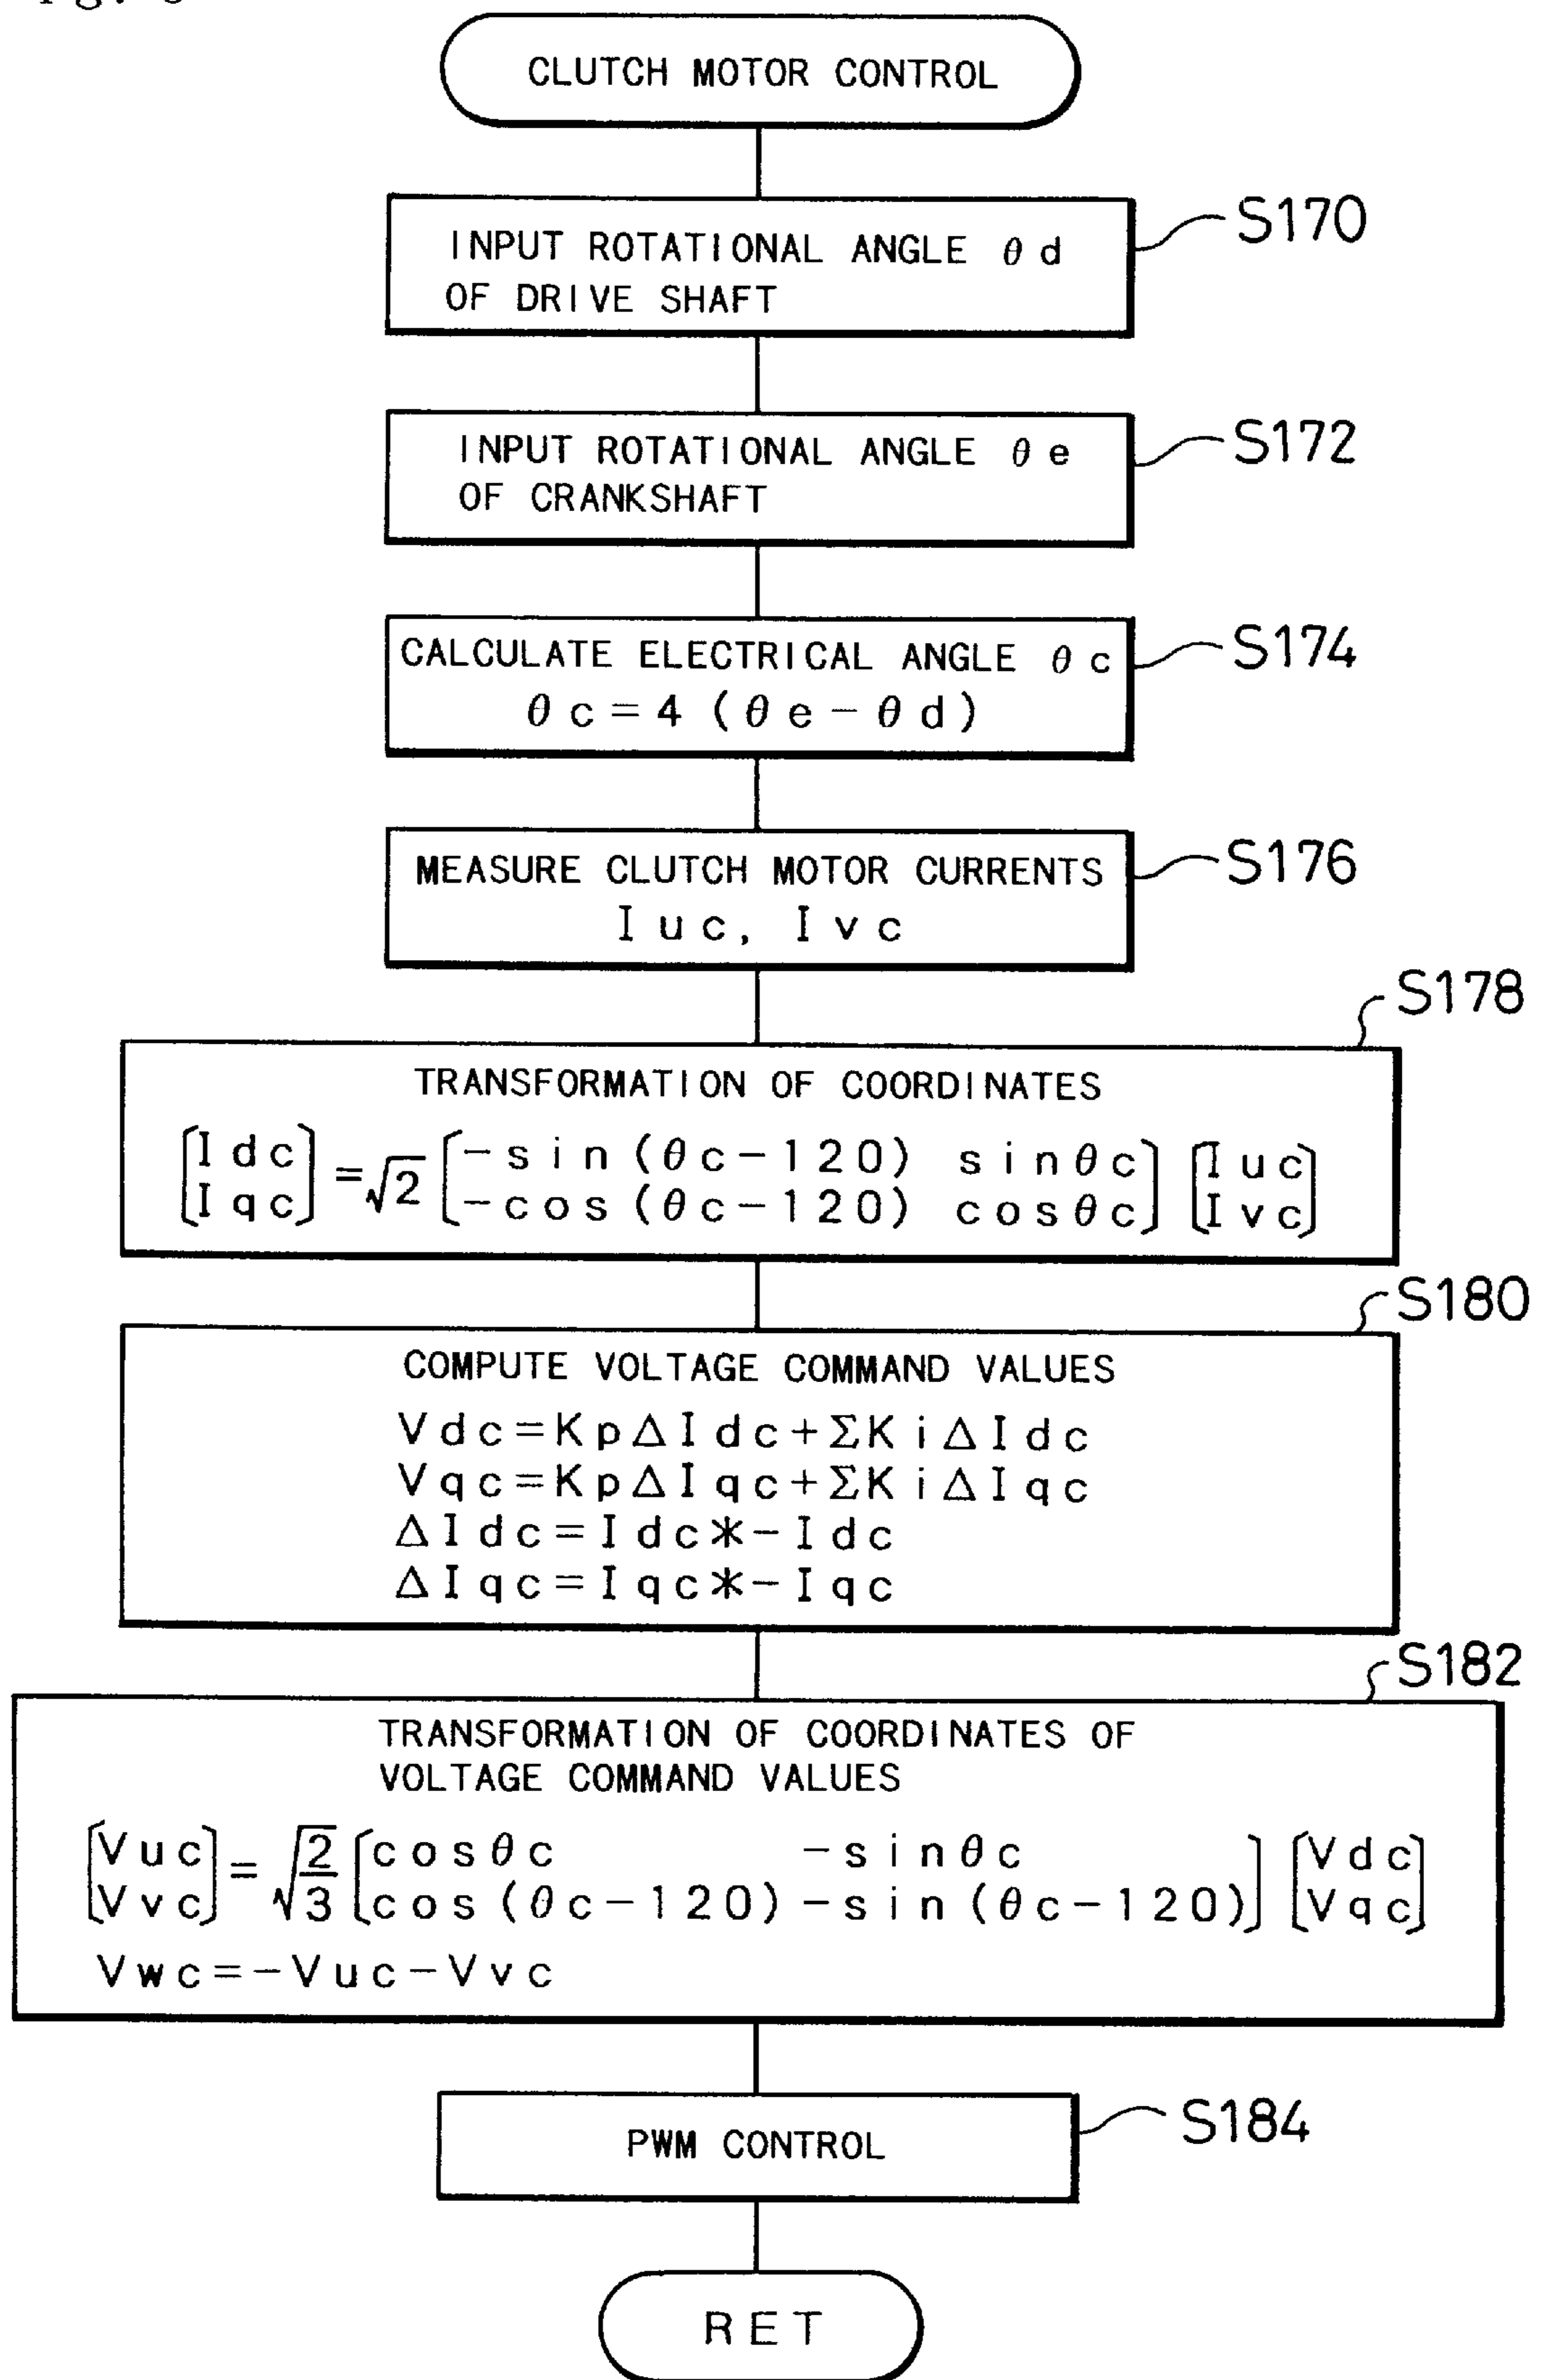 CLUTCH MOTOR CONTROL
S170
INPUT ROTATIONAL ANGLE θd
OF DRIVE SHAFT
S172
INPUT ROTATIONAL ANGLE θe
OF CRANKSHAFT
S174
CALCULATE ELECTRICAL ANGLE θc
θc=4(θe-θd)
S176
MEASURE CLUTCH MOTOR CURRENTS
Iuc, Ivc
S178
TRANSFORMATION OF COORDINATES
[Idc] =√2 [-sin(θc-120) sinθc] [Iuc]
[Iqc] [-cos(θc-120) cosθc] [Ivc]
S180
COMPUTE VOLTAGE COMMAND VALUES
Vdc=KpΔIdc+ΣKiΔIdc
Vqc=KpΔIqc+ΣKiΔIqc
ΔIdc=Idc*-Idc
ΔIqc=Iqc*-Iqc
S182
TRANSFORMATION OF COORDINATES OF
VOLTAGE COMMAND VALUES
[Vuc] = √2/3 [cosθc -sinθc] [Vdc]
[Vvc] [cos(θc-120) -sin(θc-120)] [Vqc]
Vwc=-Vuc-Vvc
S184
PWM CONTROL
RET